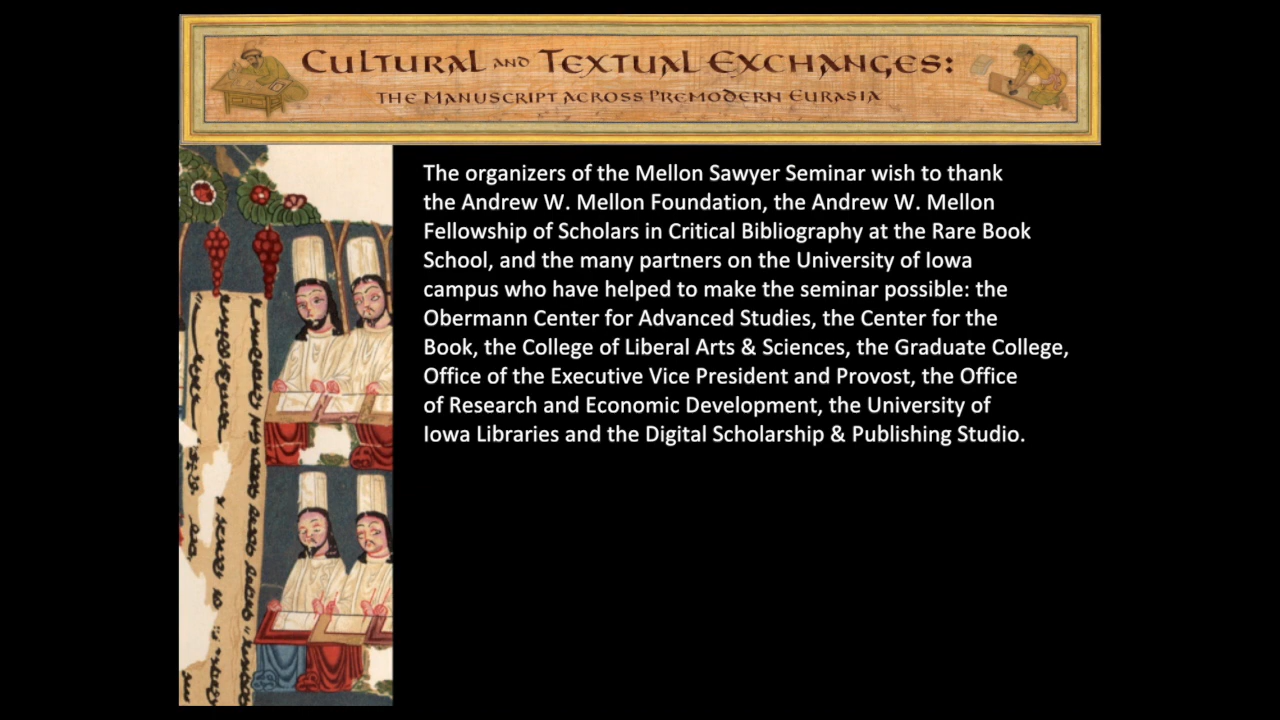 Cultural and Textual Exchanges:
The Manuscript Across Premodern Eurasia
The organizers of the Mellon Sawyer Seminar wish to thank
the Andrew W. Mellon Foundation, the Andrew W. Mellon
Fellowship of Scholars in Critical Bibliography at the Rare Book
School, and the many partners on the University of Iowa
campus who have helped to make the seminar possible: the
Obermann Center for Advanced Studies, the Center for the
Book, the College of Liberal Arts & Sciences, the Graduate College,
Office of the Executive Vice President and Provost, the Office
of Research and Economic Development, the University of
Iowa Libraries and the Digital Scholarship & Publishing Studio.